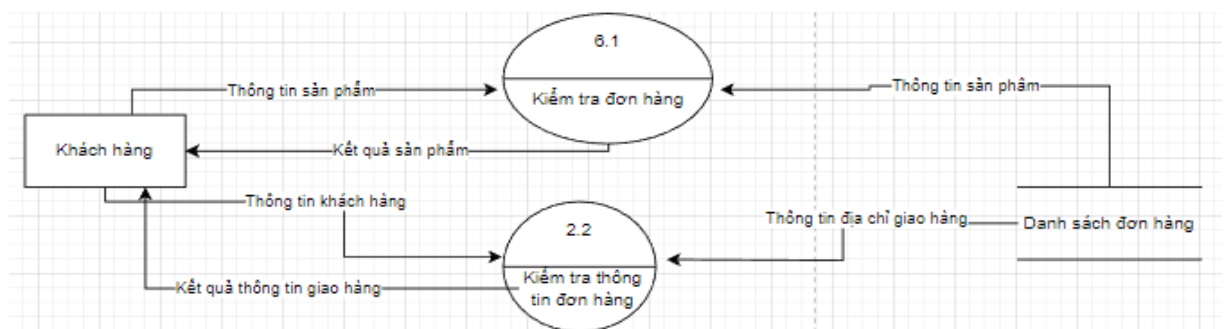 6.1
Kiểm tra đơn hàng
Thông tin sản phẩm
Thông tin sản phâm
Khách hàng
Kết quả sản phẩm
Thông tin khách hàng
2.2
Kiểm tra thông
tin đơn hàng
Thông tin địa chỉ giao hàng
Danh sách đơn hàng
Kết quả thông tin giao hàng